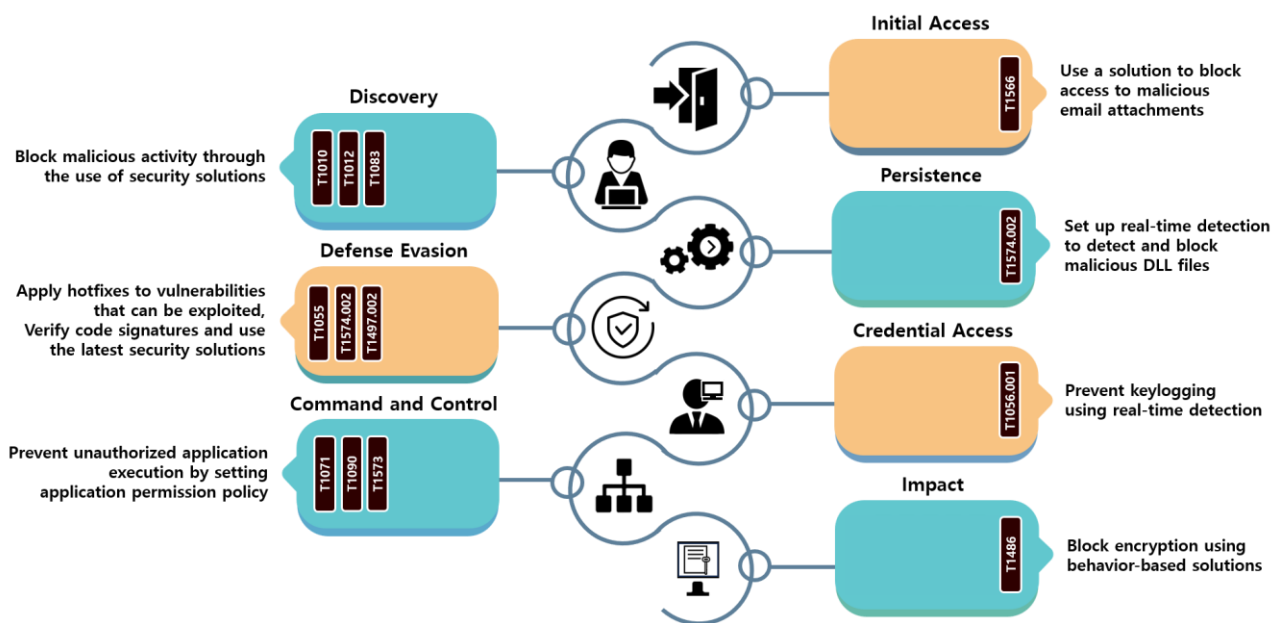 Initial Access
T1566
Use a solution to block
access to malicious
email attachments
Discovery
T1010
T1012
T1083
Block malicious activity through
the use of security solutions
Persistence
T1574.002
Set up real-time detection
to detect and block
malicious DLL files
Defense Evasion
T1055
T1574.002
T1497.002
Apply hotfixes to vulnerabilities
that can be exploited,
Verify code signatures and use
the latest security solutions
Credential Access
T1056.001
Prevent keylogging
using real-time detection
Command and Control
T1071
T1090
T1573
Prevent unauthorized application
execution by setting
application permission policy
Impact
T1486
Block encryption using
behavior-based solutions